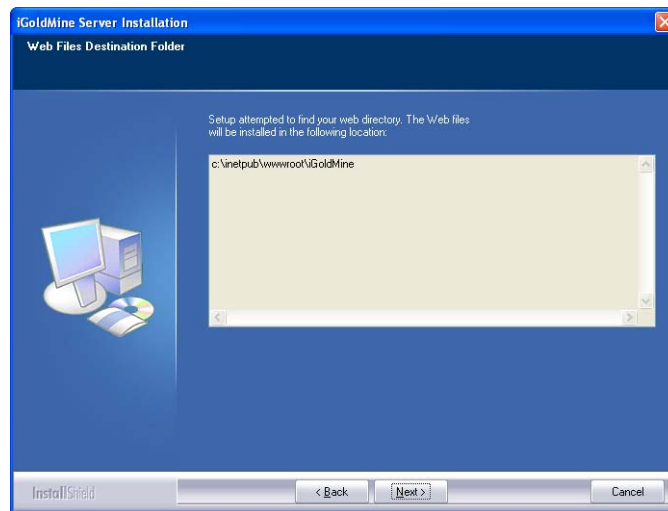 iGoldMine Server Installation
Web Files Destination Folder
Setup attempted to find your web directory. The Web files
will be installed in the following location:
c:\inetpub\wwwroot\iGoldMine
InstallShield
< Back
Next >
Cancel